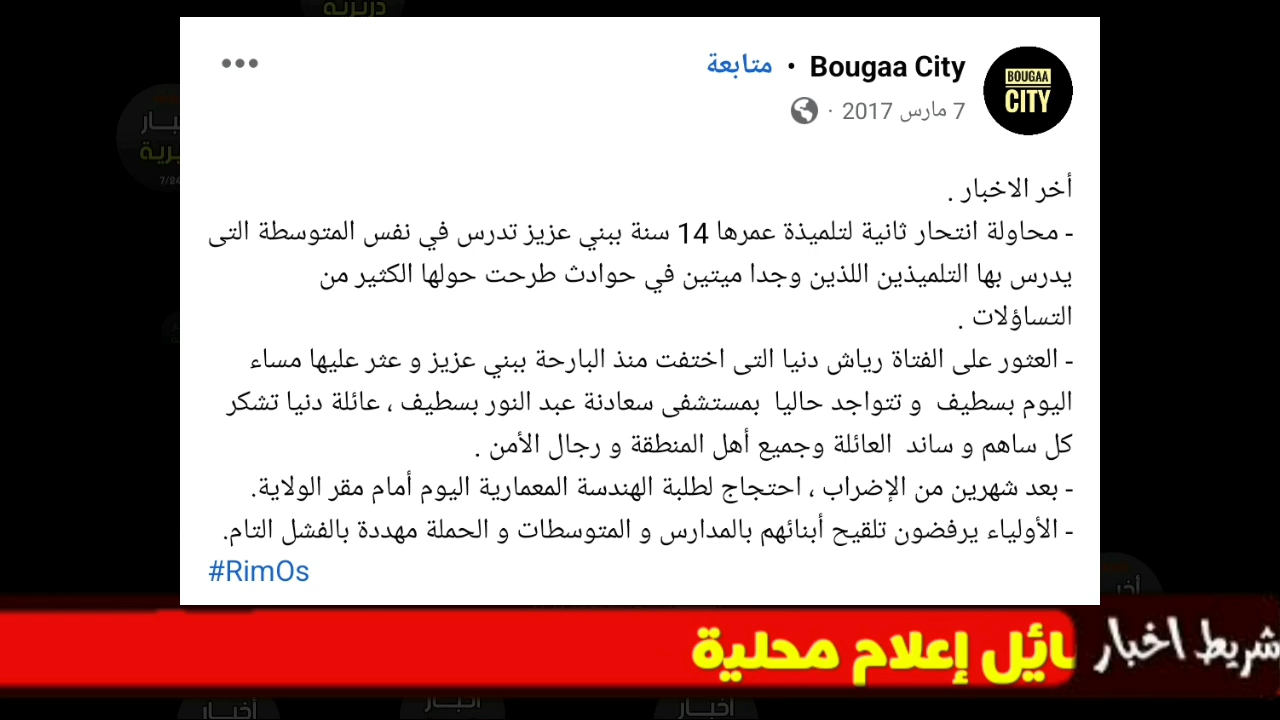 دزيرية
Bougaa City • متابعة
7 مارس 2017 ·
BOUGAA
CITY
أخر الاخبار .
- محاولة انتحار ثانية لتلميذة عمرها 14 سنة ببني عزيز تدرس في نفس المتوسطة التى
يدرس بها التلميذين اللذين وجدا ميتين في حوادث طرحت حولها الكثير من
التساؤلات .
- العثور على الفتاة رياش دنيا التى اختفت منذ البارحة ببني عزيز و عثر عليها مساء
اليوم بسطيف و تتواجد حاليا بمستشفى سعادنة عبد النور بسطيف ، عائلة دنيا تشكر
كل ساهم و ساند العائلة وجميع أهل المنطقة و رجال الأمن .
- بعد شهرين من الإضراب ، احتجاج لطلبة الهندسة المعمارية اليوم أمام مقر الولاية.
- الأولياء يرفضون تلقيح أبنائهم بالمدارس و المتوسطات و الحملة مهددة بالفشل التام.
#RimOs
شريط اخبار
ائل إعلام محلية
أخبار
أخبار
أخبار